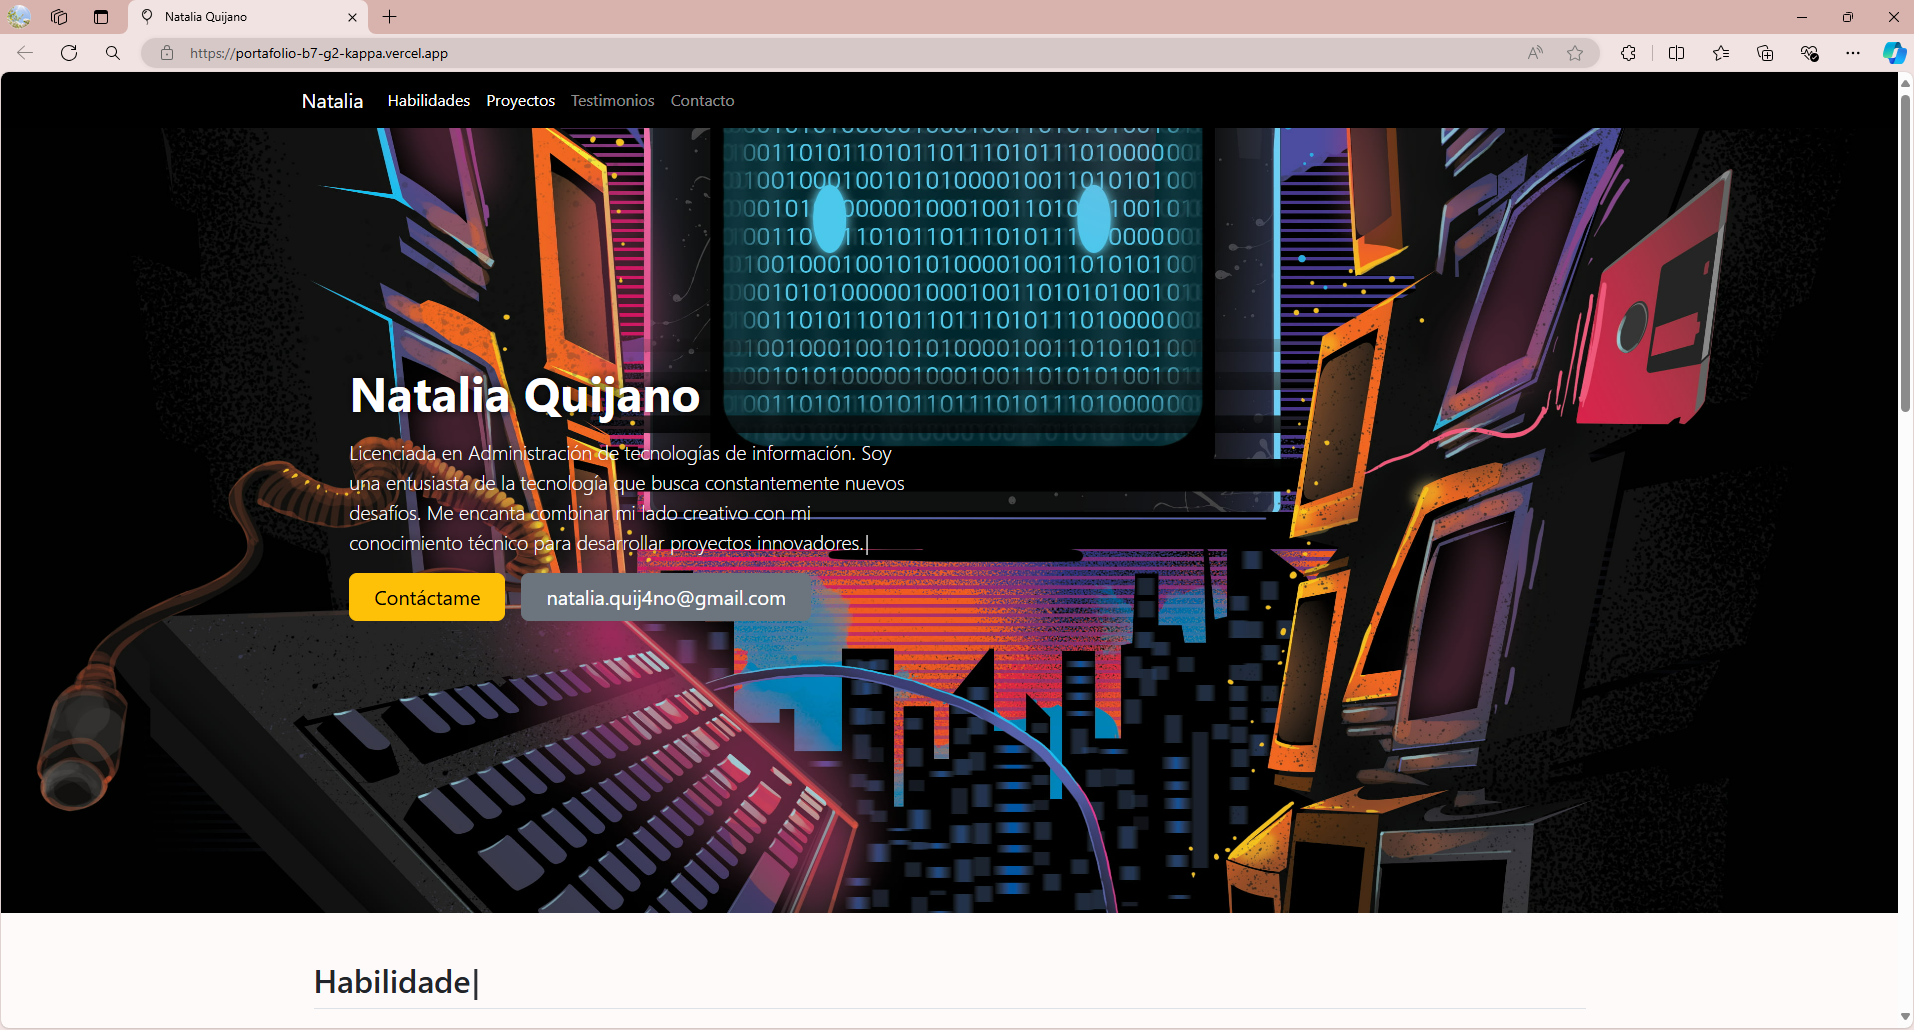 Natalia Quijano
https://portafolio-b7-g2-kappa.vercel.app
Natalia Habilidades Proyectos Testimonios Contacto
Natalia Quijano
Licenciada en Administración de tecnologías de información. Soy
una entusiasta de la tecnología que busca constantemente nuevos
desafíos. Me encanta combinar mi lado creativo con mi
conocimiento técnico para desarrollar proyectos innovadores.|
Contáctame natalia.quij4no@gmail.com
Habilidade|